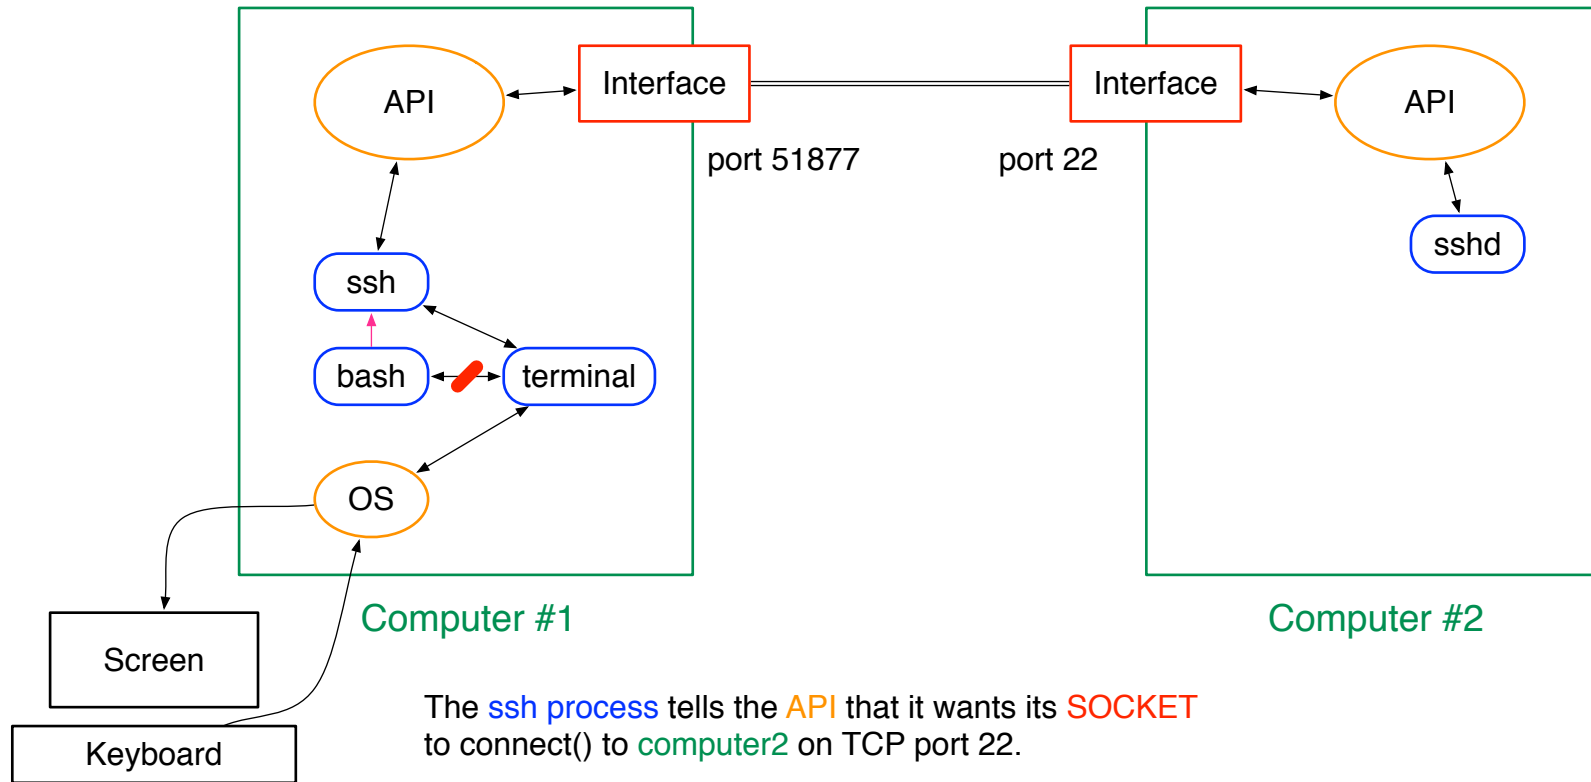 API
Interface
Interface
API
port 51877
port 22
ssh
sshd
bash
terminal
OS
Computer #1
Computer #2
Screen
Keyboard
The ssh process tells the API that it wants its SOCKET
to connect() to computer2 on TCP port 22.